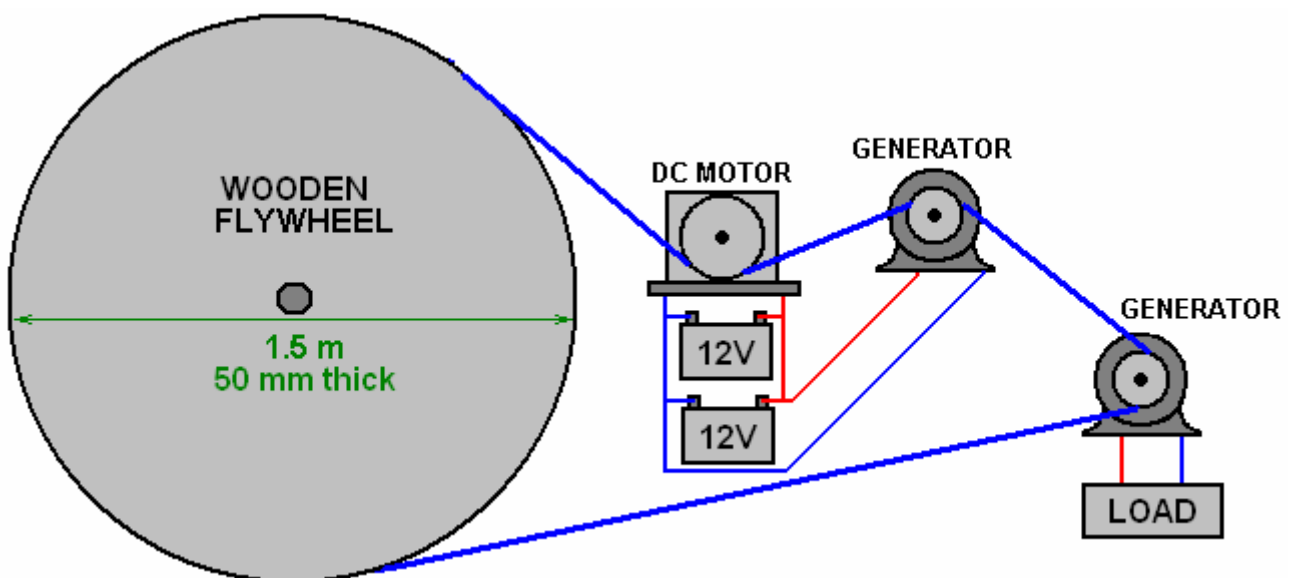 WOODEN
FLYWHEEL
1.5 m
50 mm thick
DC MOTOR
12V
12V
GENERATOR
GENERATOR
LOAD